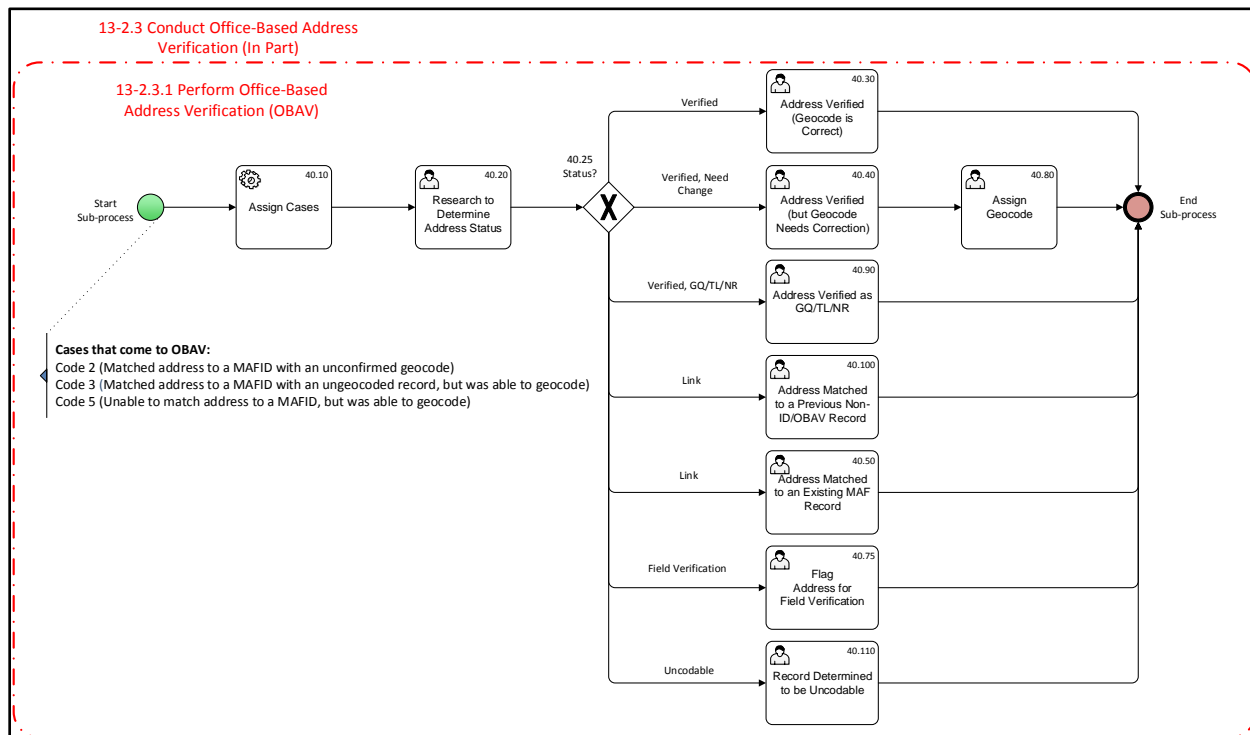 13-2.3 Conduct Office-Based Address
Verification (In Part)
13-2.3.1 Perform Office-Based
Address Verification (OBAV)
Start
Sub-process
40.10
Assign Cases
40.20
Research to
Determine
Address Status
40.25
Status?
Verified
40.30
Address Verified
(Geocode is
Correct)
Verified, Need
Change
40.40
Address Verified
(but Geocode
Needs Correction)
40.80
Assign
Geocode
End
Sub-process
Verified, GQ/TL/NR
40.90
Address Verified as
GQ/TL/NR
Cases that come to OBAV:
Code 2 (Matched address to a MAFID with an unconfirmed geocode)
Code 3 (Matched address to a MAFID with an ungeocoded record, but was able to geocode)
Code 5 (Unable to match address to a MAFID, but was able to geocode)
Link
40.100
Address Matched
to a Previous Non-
ID/OBAV Record
Link
40.50
Address Matched
to an Existing MAF
Record
Field Verification
40.75
Flag
Address for
Field Verification
Uncodable
40.110
Record Determined
to be Uncodable